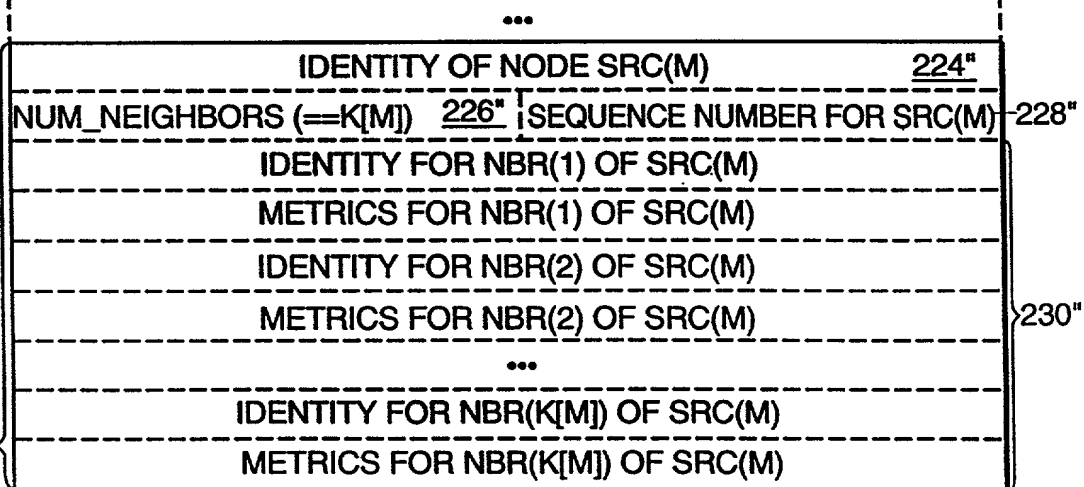 •••
IDENTITY OF NODE SRC(M) 224"
NUM_NEIGHBORS (==K[M]) 226" SEQUENCE NUMBER FOR SRC(M) 228"
IDENTITY FOR NBR(1) OF SRC(M)
METRICS FOR NBR(1) OF SRC(M)
IDENTITY FOR NBR(2) OF SRC(M)
METRICS FOR NBR(2) OF SRC(M)
230"
•••
IDENTITY FOR NBR(K[M]) OF SRC(M)
METRICS FOR NBR(K[M]) OF SRC(M)